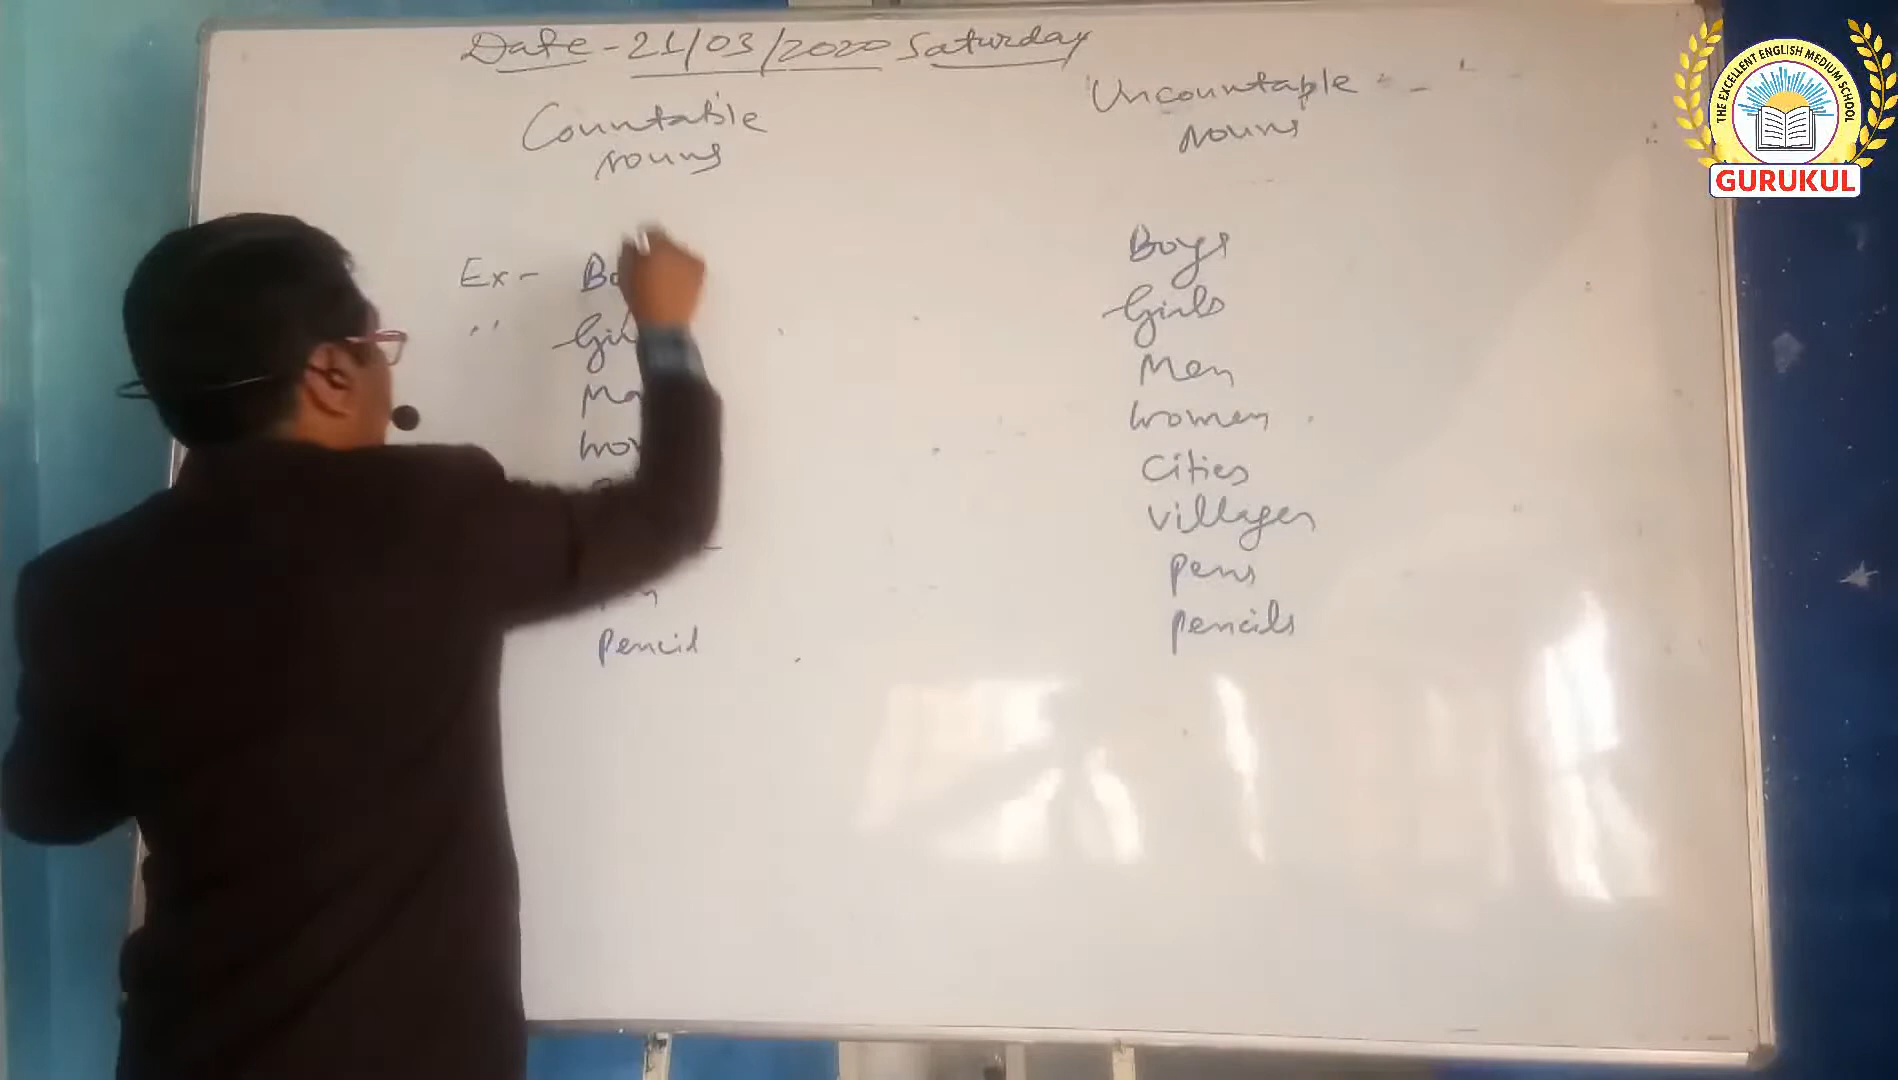 Date - 21/03/2020 Saturday
Countable
nouns
Uncountable
nouns
Ex -
Pencil
Boys
Girls
Men
women
Cities
villages
pens
pencils
THE EXCELLENT ENGLISH MEDIUM SCHOOL
GURUKUL